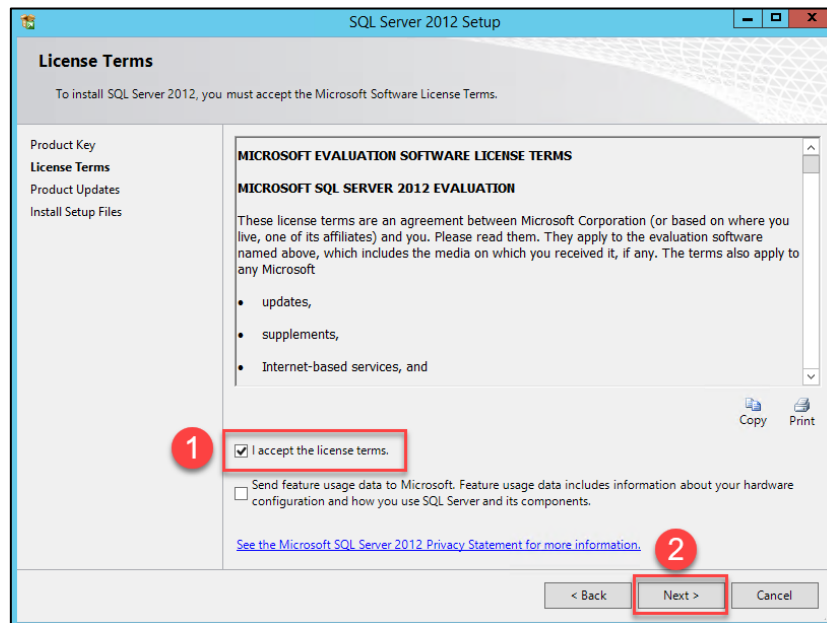 SQL Server 2012 Setup
License Terms
To install SQL Server 2012, you must accept the Microsoft Software License Terms.
Product Key
License Terms
Product Updates
Install Setup Files
MICROSOFT EVALUATION SOFTWARE LICENSE TERMS
MICROSOFT SQL SERVER 2012 EVALUATION
These license terms are an agreement between Microsoft Corporation (or based on where you
live, one of its affiliates) and you. Please read them. They apply to the evaluation software
named above, which includes the media on which you received it, if any. The terms also apply to
any Microsoft
• updates,
• supplements,
• Internet-based services, and
Copy Print
1
I accept the license terms.
Send feature usage data to Microsoft. Feature usage data includes information about your hardware
configuration and how you use SQL Server and its components.
See the Microsoft SQL Server 2012 Privacy Statement for more information.
2
< Back Next > Cancel